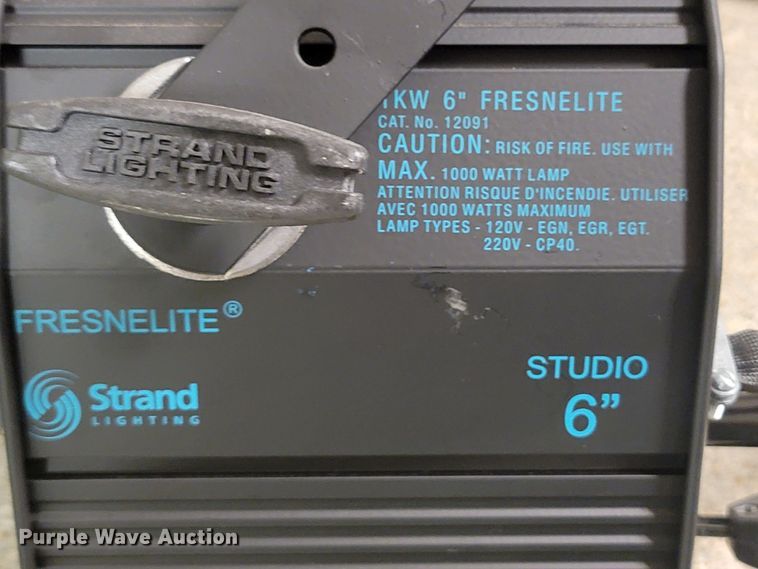 STRAND
LIGHTING
1KW 6" FRESNELITE
CAT. No. 12091
CAUTION: RISK OF FIRE. USE WITH
MAX. 1000 WATT LAMP
ATTENTION RISQUE D'INCENDIE. UTILISER
AVEC 1000 WATTS MAXIMUM
LAMP TYPES - 120V - EGN, EGR, EGT.
220V - CP40.
FRESNELITE®
Strand
LIGHTING
STUDIO
6”
Purple Wave Auction